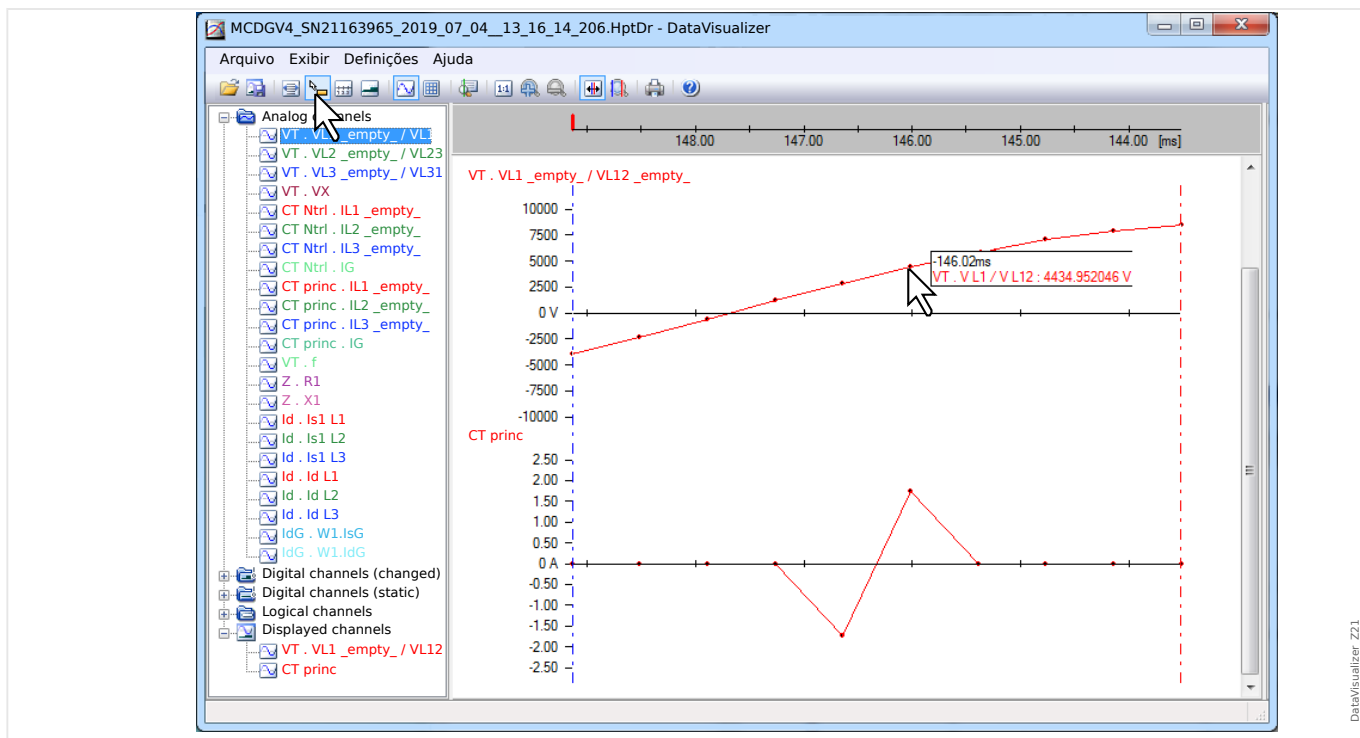 MCDGV4_SN21163965_2019_07_04__13_16_14_206.HptDr - DataVisualizer
Arquivo Exibir Definições Ajuda
1:1
Analog channels
VT . VL1 _empty_ / VL1
VT . VL2 _empty_ / VL23
VT . VL3 _empty_ / VL31
VT . VX
CT Ntrl . IL1 _empty_
CT Ntrl . IL2 _empty_
CT Ntrl . IL3 _empty_
CT Ntrl . IG
CT princ . IL1 _empty_
CT princ . IL2 _empty_
CT princ . IL3 _empty_
CT princ . IG
VT . f
Z . R1
Z . X1
Id . Is1 L1
Id . Is1 L2
Id . Is1 L3
Id . Id L1
Id . Id L2
Id . Id L3
IdG . W1.IsG
IdG . W1.IdG
Digital channels (changed)
Digital channels (static)
Logical channels
Displayed channels
VT . VL1 _empty_ / VL12
CT princ
148.00 147.00 146.00 145.00 144.00 [ms]
VT . VL1 _empty_ / VL12 _empty_
10000
7500
5000
2500
0 V
-2500
-5000
-7500
-10000
-146.02ms
VT . V L1 / V L12 : 4434.952046 V
CT princ
2.50
2.00
1.50
1.00
0.50
0 A
-0.50
-1.00
-1.50
-2.00
-2.50
DataVisualizer Z21